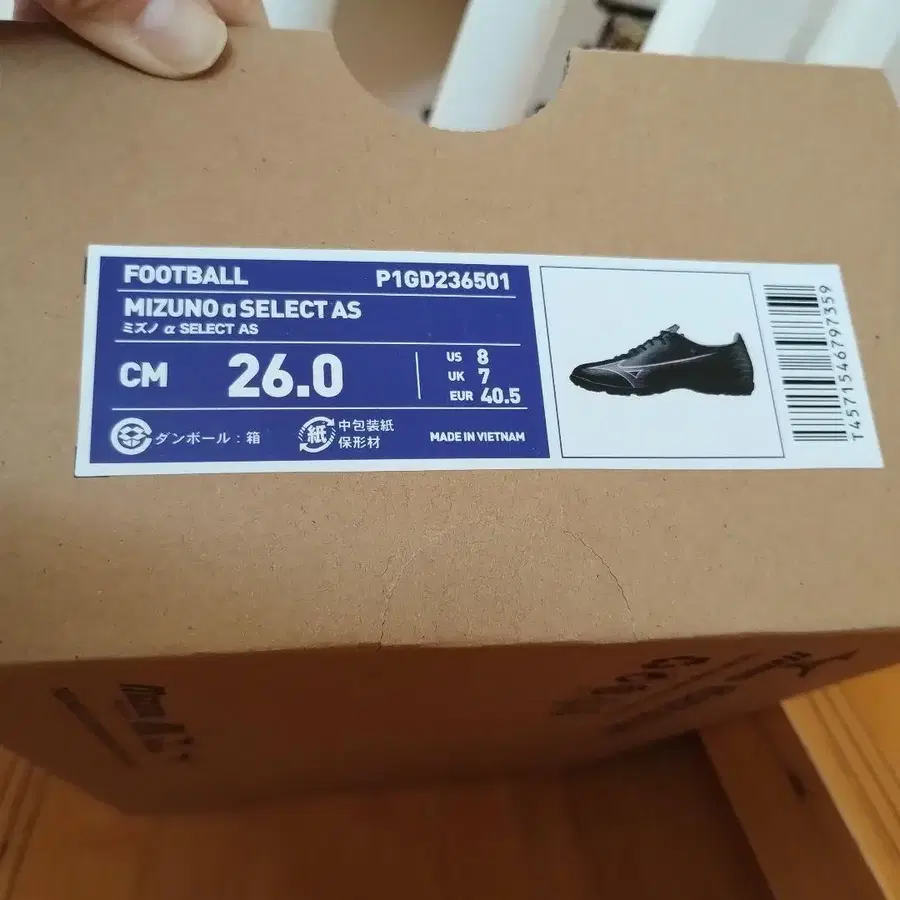 FOOTBALL P1GD236501
MIZUNO α SELECT AS
ミズノ α SELECT AS
CM 26.0
US 8
UK 7
EUR 40.5
ダンボール:箱
紙 中包装紙
保形材
MADE IN VIETNAM
T4571546797359